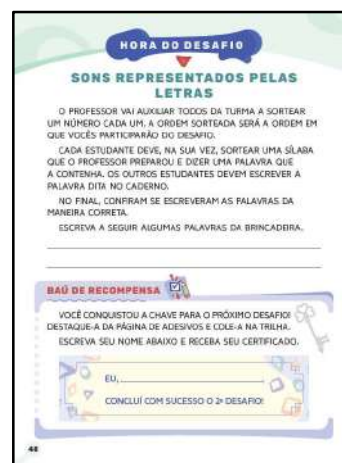 HORA DO DESAFIO
SONS REPRESENTADOS PELAS
LETRAS
O PROFESSOR VAI AUXILIAR TODOS DA TURMA A SORTEAR
UM NÚMERO CADA UM. A ORDEM SORTEADA SERÁ A ORDEM EM
QUE VOCÊS PARTICIPARÃO DO DESAFIO.
CADA ESTUDANTE DEVE, NA SUA VEZ, SORTEAR UMA SÍLABA
QUE O PROFESSOR PREPAROU E DIZER UMA PALAVRA QUE
A CONTENHA. OS OUTROS ESTUDANTES DEVEM ESCREVER A
PALAVRA DITA NO CADERNO.
NO FINAL, CONFIRAM SE ESCREVERAM AS PALAVRAS DA
MANEIRA CORRETA.
ESCREVA A SEGUIR ALGUMAS PALAVRAS DA BRINCADEIRA.
BAÚ DE RECOMPENSA
VOCÊ CONQUISTOU A CHAVE PARA O PRÓXIMO DESAFIO!
DESTAQUE-A DA PÁGINA DE ADESIVOS E COLE-A NA TRILHA.
ESCREVA SEU NOME ABAIXO E RECEBA SEU CERTIFICADO.
EU,
CONCLUÍ COM SUCESSO O 2º DESAFIO!
48